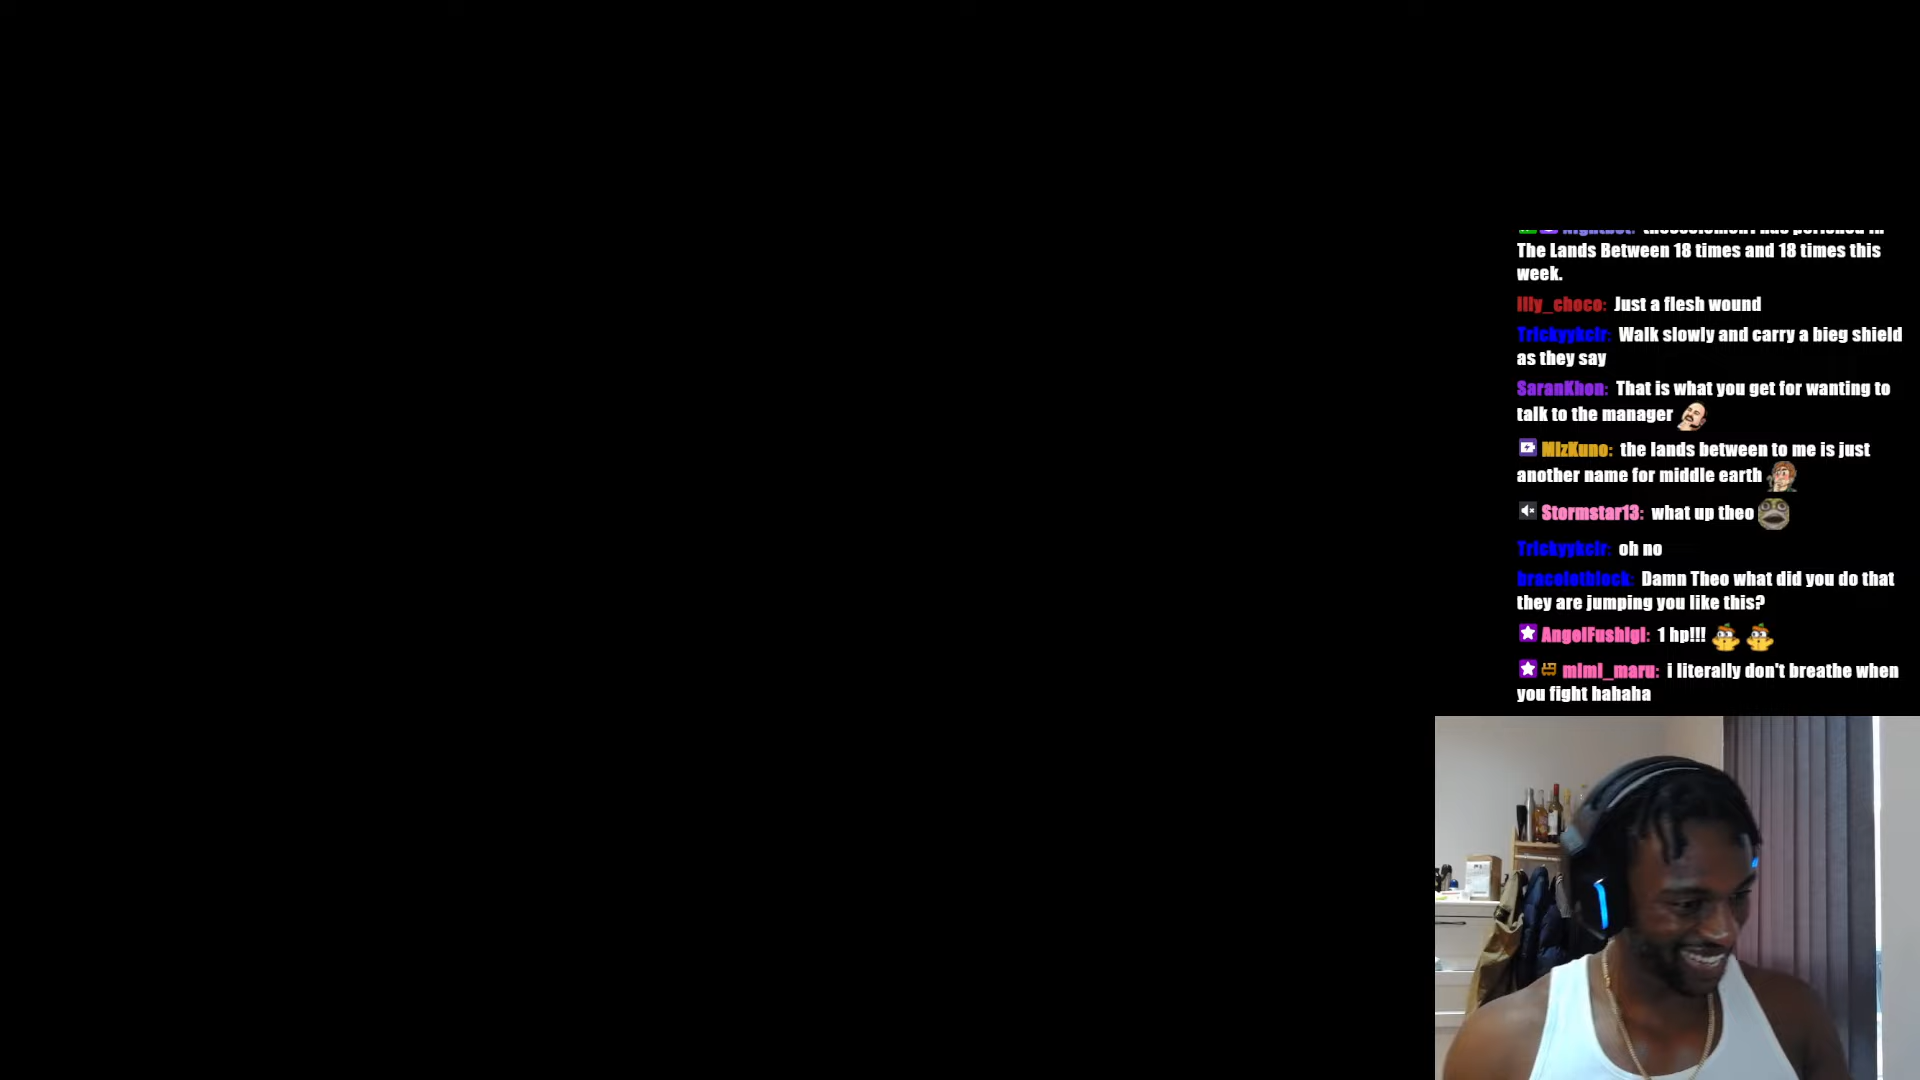 The Lands Between 18 times and 18 times this
week.
Illy_choco: Just a flesh wound
Trickyykcir: Walk slowly and carry a bieg shield
as they say
SaranKhon: That is what you get for wanting to
talk to the manager
MizKuno: the lands between to me is just
another name for middle earth
Stormstar13: what up theo
Trickyykcir: oh no
bracelotblock: Damn Theo what did you do that
they are jumping you like this?
AngelFushigi: 1 hp!!!
mimi_maru: i literally don't breathe when
you fight hahaha